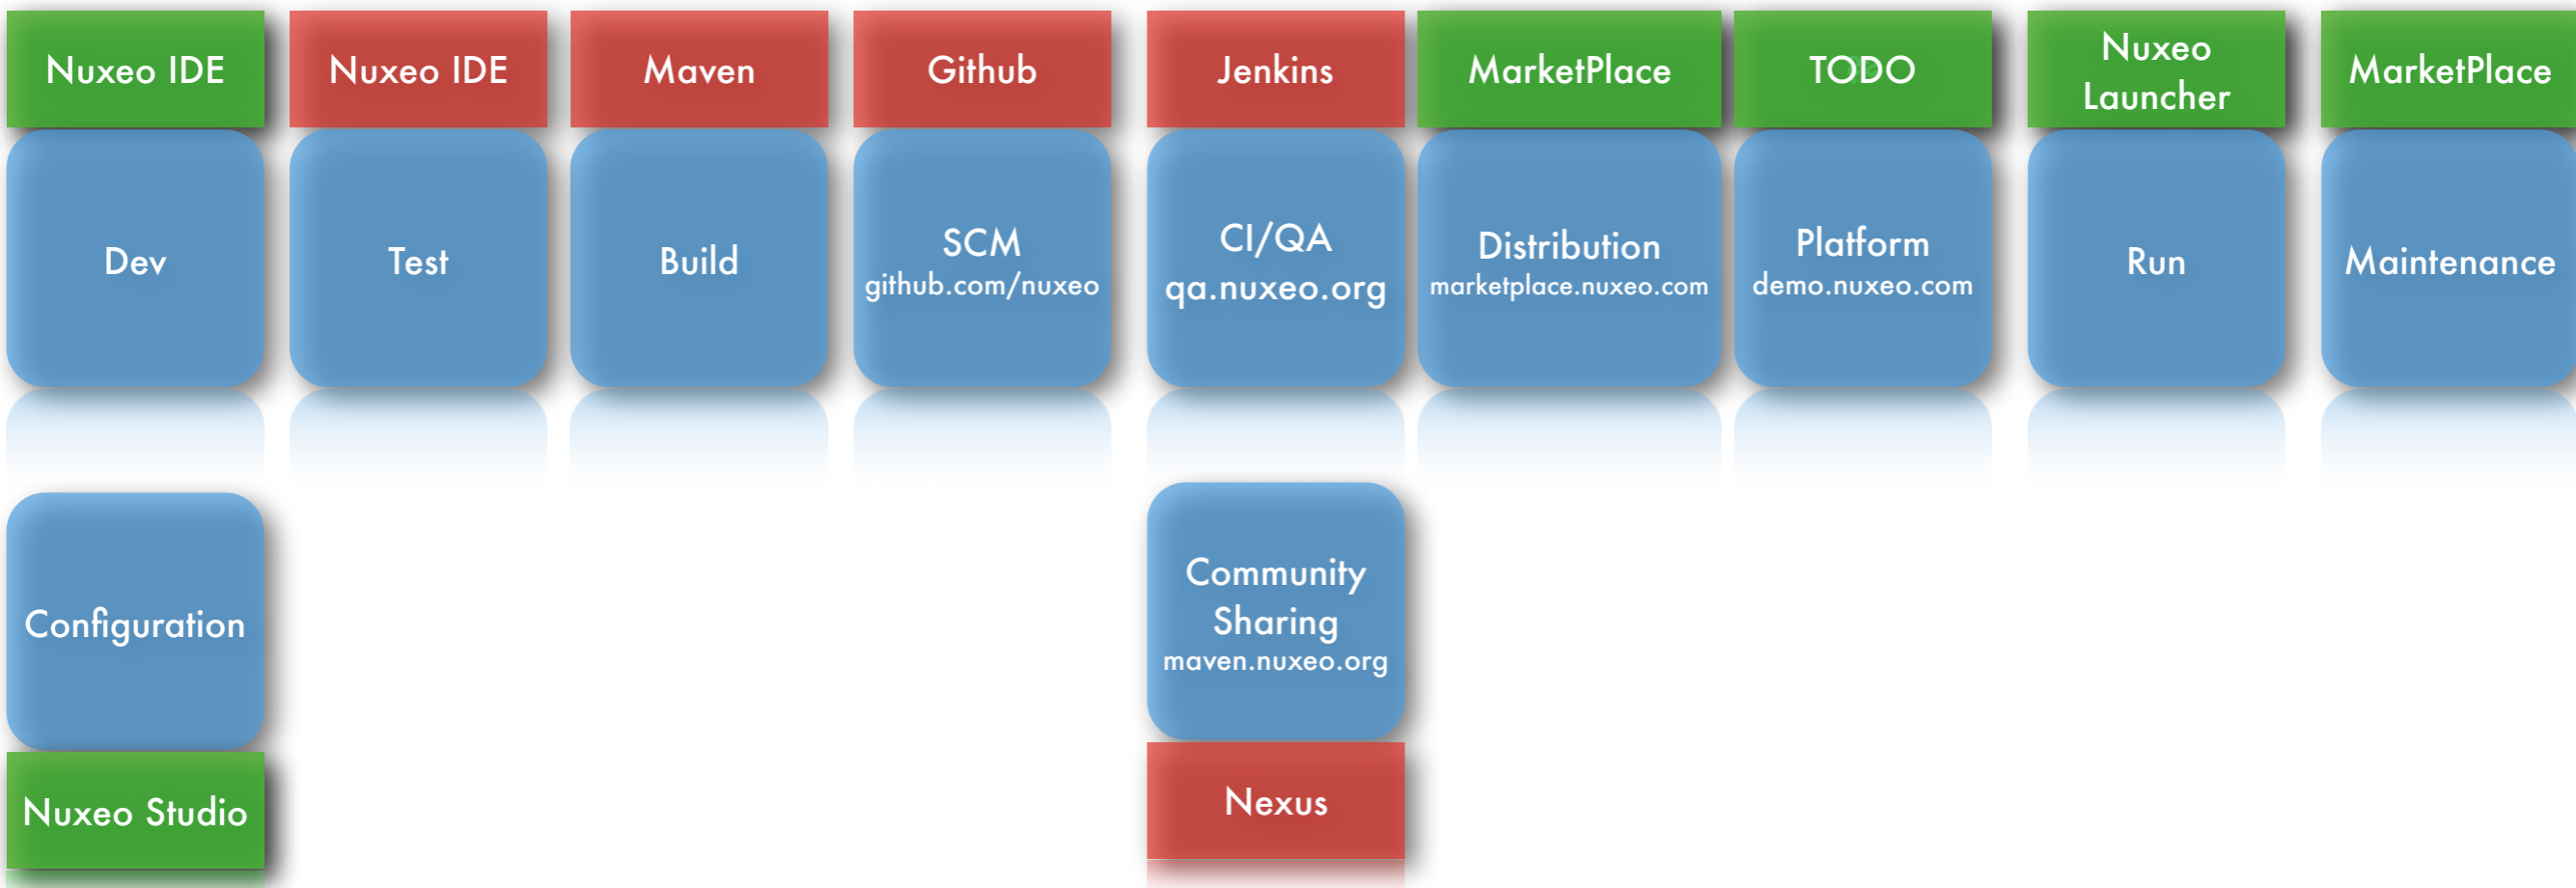 Nuxeo IDE
Nuxeo IDE
Maven
Github
Jenkins
MarketPlace
TODO
Nuxeo
Launcher
MarketPlace
Dev
Test
Build
SCM
github.com/nuxeo
CI/QA
qa.nuxeo.org
Distribution
marketplace.nuxeo.com
Platform
demo.nuxeo.com
Run
Maintenance
Configuration
Nuxeo Studio
Community
Sharing
maven.nuxeo.org
Nexus